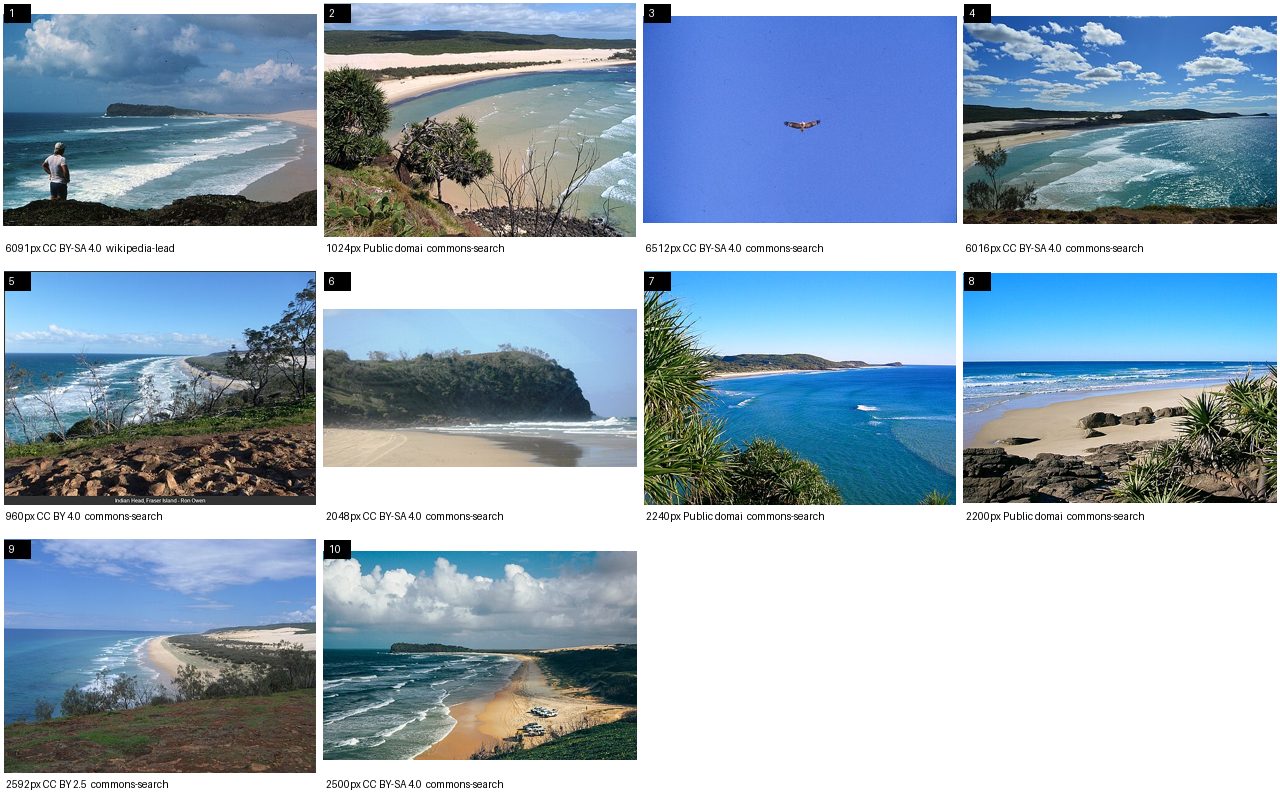 1
2
3
4
6091px CC BY-SA 4.0 wikipedia-lead
1024px Public domai commons-search
6512px CC BY-SA 4.0 commons-search
6016px CC BY-SA 4.0 commons-search
5
6
7
8
Indian Head, Fraser Island - Ron Owen
960px CC BY 4.0 commons-search
2048px CC BY-SA 4.0 commons-search
2240px Public domai commons-search
2200px Public domai commons-search
9
10
2592px CC BY 2.5 commons-search
2500px CC BY-SA 4.0 commons-search